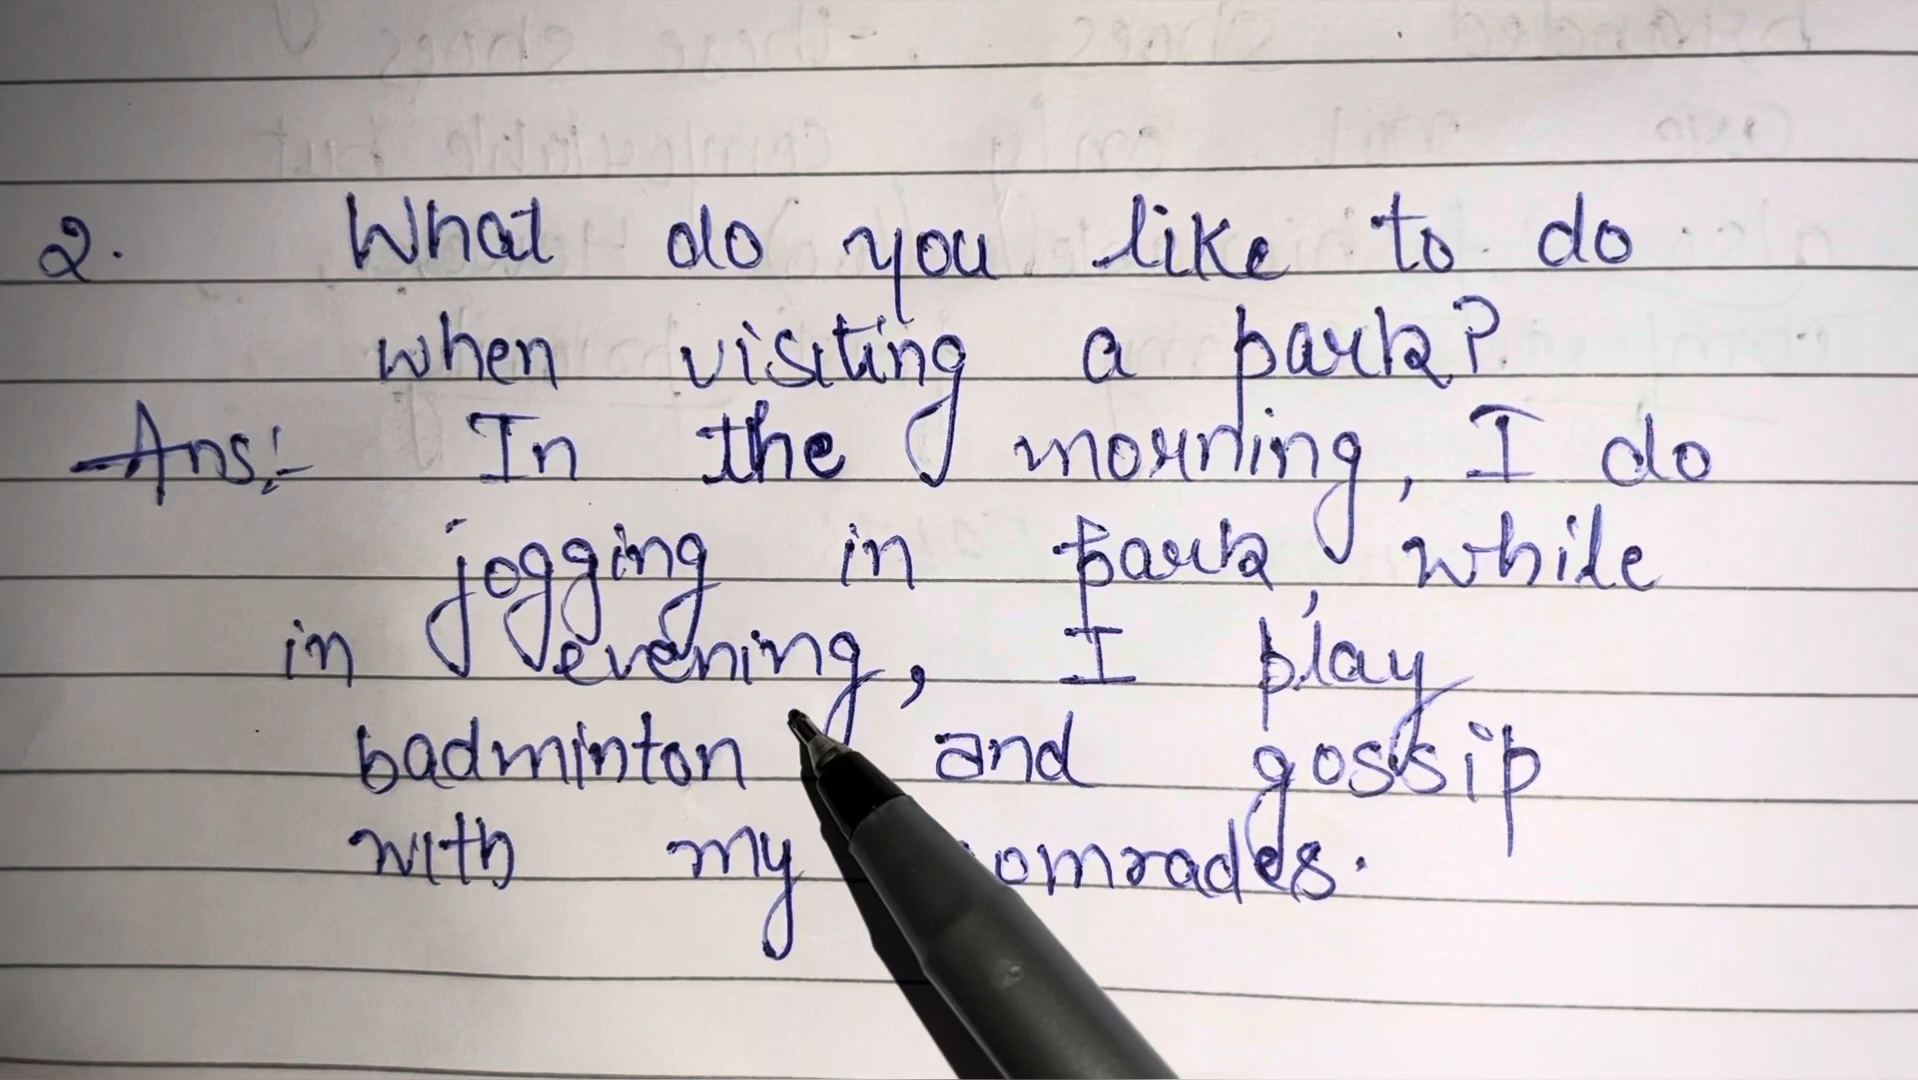 2. What do you like to do
when visiting a park?
Ans:- In the morning, I do
jogging in park, while
in evening, I play
badminton and gossip
with my omrades.